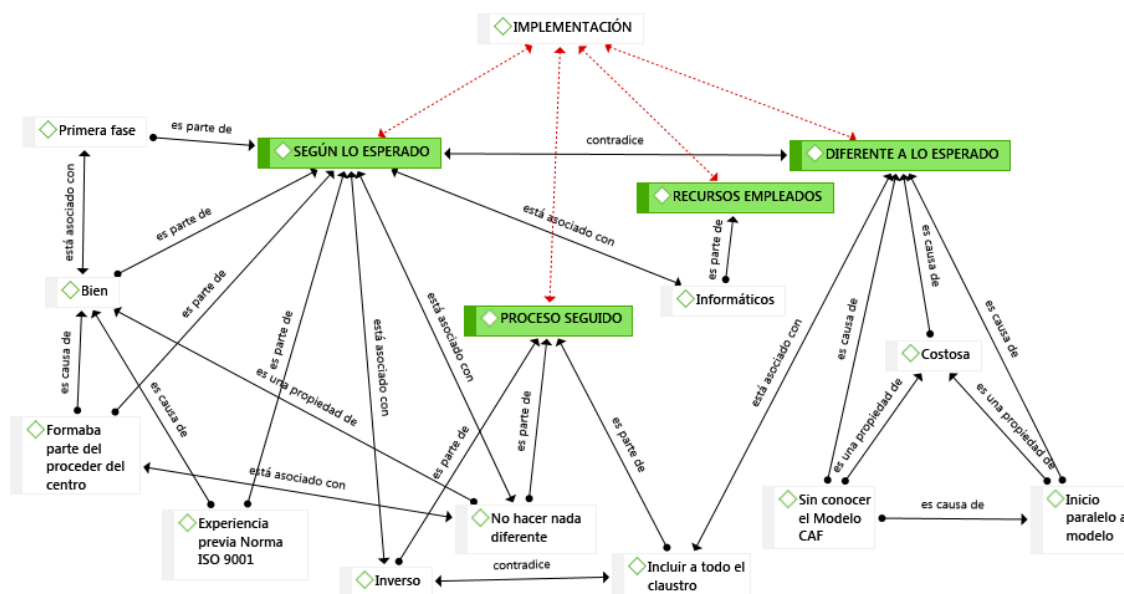 IMPLEMENTACIÓN
Primera fase
es parte de
SEGÚN LO ESPERADO
contradice
DIFERENTE A LO ESPERADO
RECURSOS EMPLEADOS
está asociado con
es parte de
está asociado con
es parte de
Bien
es parte de
Informáticos
PROCESO SEGUIDO
está asociado con
es causa de
es causa de
es causa de
Costosa
es causa de
es causa de
es parte de
está asociado con
es una propiedad de
está asociado con
es parte de
es parte de
es parte de
es una propiedad de
es una propiedad de
Formaba
parte del
proceder del
centro
está asociado con
Experiencia
previa Norma
ISO 9001
No hacer nada
diferente
Sin conocer
el Modelo
CAF
es causa de
Inicio
paralelo a
modelo
Inverso
contradice
Incluir a todo el
claustro